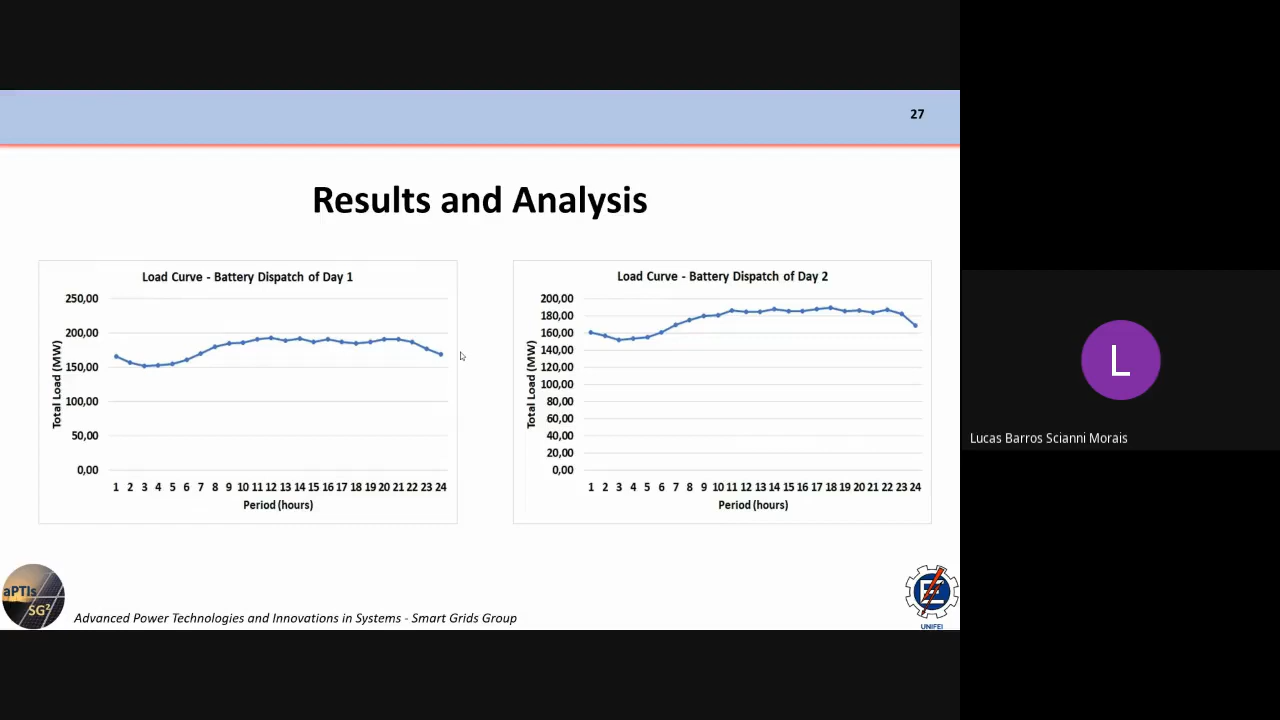 27
Results and Analysis
Load Curve - Battery Dispatch of Day 1
250,00
200,00
150,00
100,00
50,00
0,00
Total Load (MW)
1 2 3 4 5 6 7 8 9 10 11 12 13 14 15 16 17 18 19 20 21 22 23 24
Period (hours)
Load Curve - Battery Dispatch of Day 2
200,00
180,00
160,00
140,00
120,00
100,00
80,00
60,00
40,00
20,00
0,00
Total Load (MW)
1 2 3 4 5 6 7 8 9 10 11 12 13 14 15 16 17 18 19 20 21 22 23 24
Period (hours)
L
Lucas Barros Scianni Morais
aPTIs
SG²
Advanced Power Technologies and Innovations in Systems - Smart Grids Group
UNIFEI